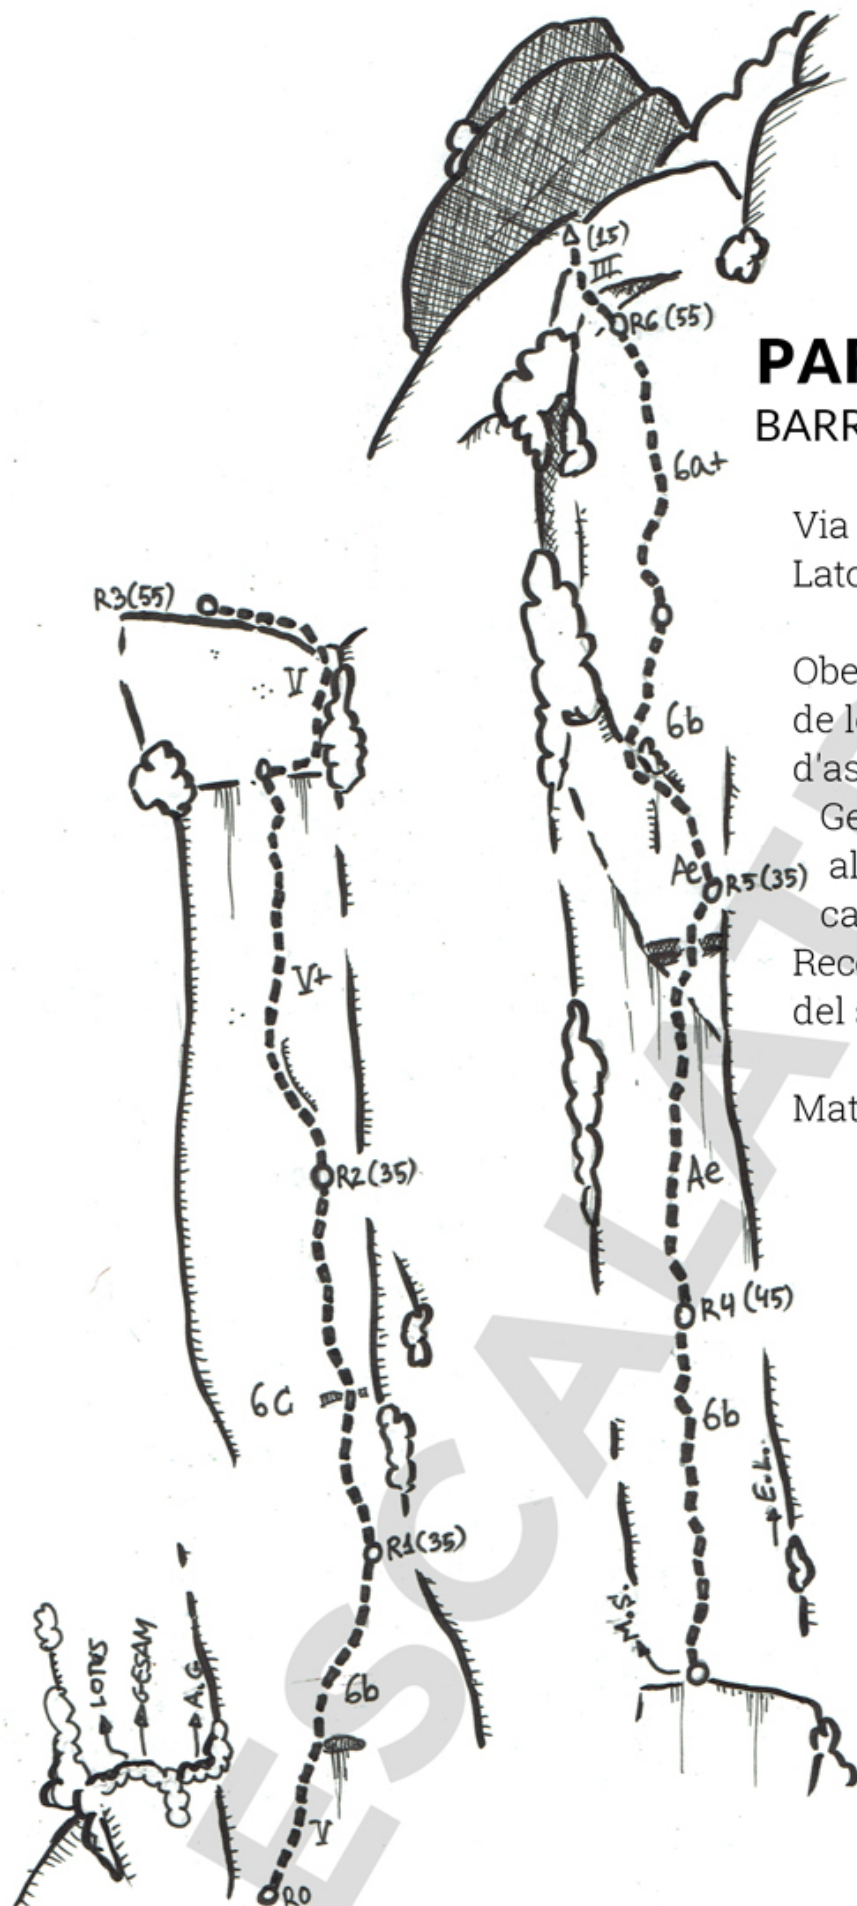 △ (15)
III
R6 (55)
6a+
6b
Ae
R5 (35)
Ae
R4 (45)
6b
E.L.
M.S.
R3 (55)
V
V+
R2 (35)
6c
R1 (35)
6b
V
R0
LOTUS
GESAM
A.G.
PA
BARR
Via
Lato
Obe
de l
d'as
Ge
al
ca
Rec
del s
Mat
ESCALAT